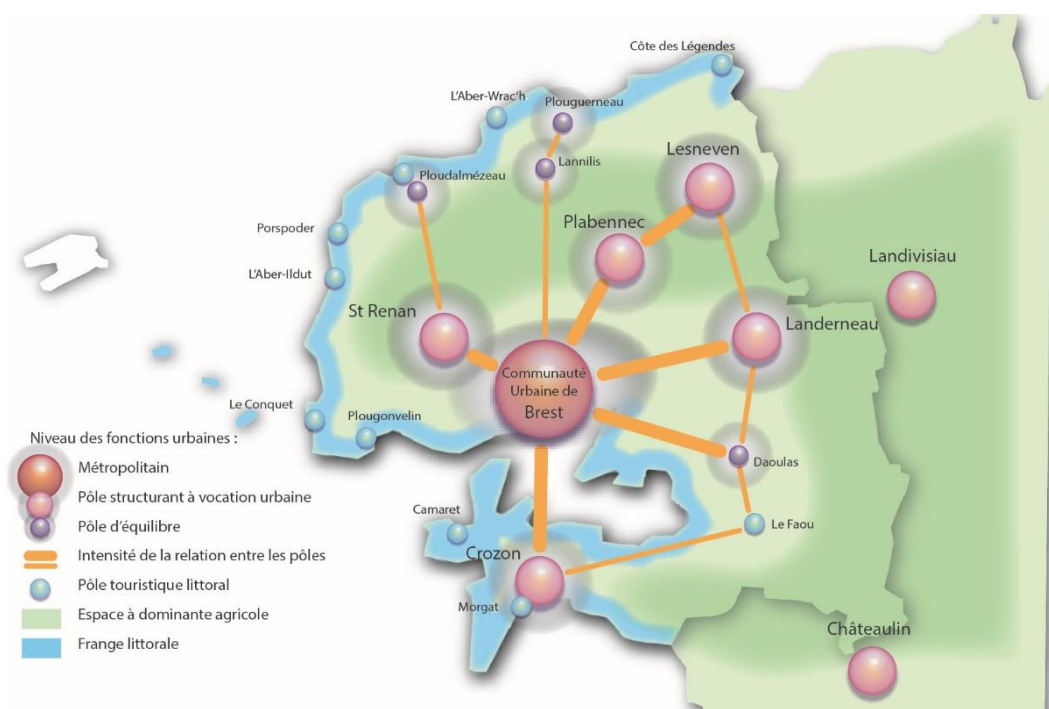 Côte des Légendes
L'Aber-Wrac'h
Plouguerneau
Lannilis
Lesneven
Ploudalmézeau
Plabennec
Porspoder
Landivisiau
L'Aber-Ildut
St Renan
Landerneau
Communauté
Urbaine de
Brest
Le Conquet
Plougonvelin
Niveau des fonctions urbaines :
Métropolitain
Pôle structurant à vocation urbaine
Pôle d'équilibre
Intensité de la relation entre les pôles
Pôle touristique littoral
Espace à dominante agricole
Frange littorale
Daoulas
Camaret
Le Faou
Crozon
Morgat
Châteaulin